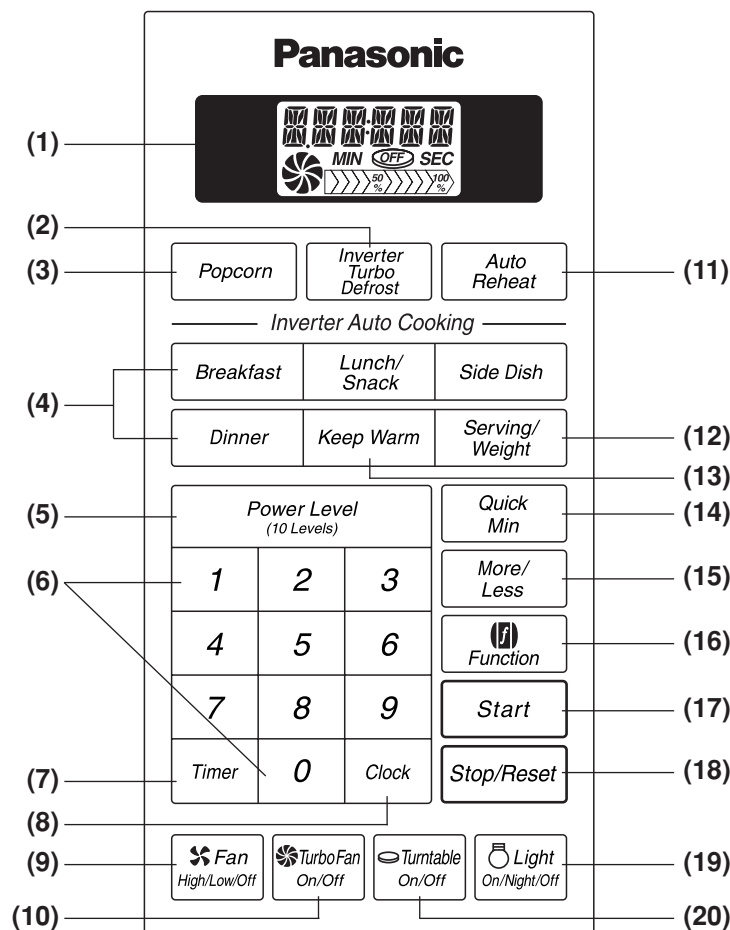 Panasonic
(1)
MIN OFF SEC
50 % 100 %
(2)
(3)
Popcorn
Inverter
Turbo
Defrost
Auto
Reheat
(11)
Inverter Auto Cooking
(4)
Breakfast
Lunch/
Snack
Side Dish
Dinner
Keep Warm
Serving/
Weight
(12)
(13)
(5)
Power Level
(10 Levels)
Quick
Min
(14)
(6)
1 2 3
More/
Less
(15)
4 5 6
f
Function
(16)
7 8 9
Start
(17)
(7)
Timer 0 Clock
Stop/Reset
(18)
(8)
(9)
Fan
High/Low/Off
Turbo Fan
On/Off
Turntable
On/Off
Light
On/Night/Off
(19)
(10)
(20)